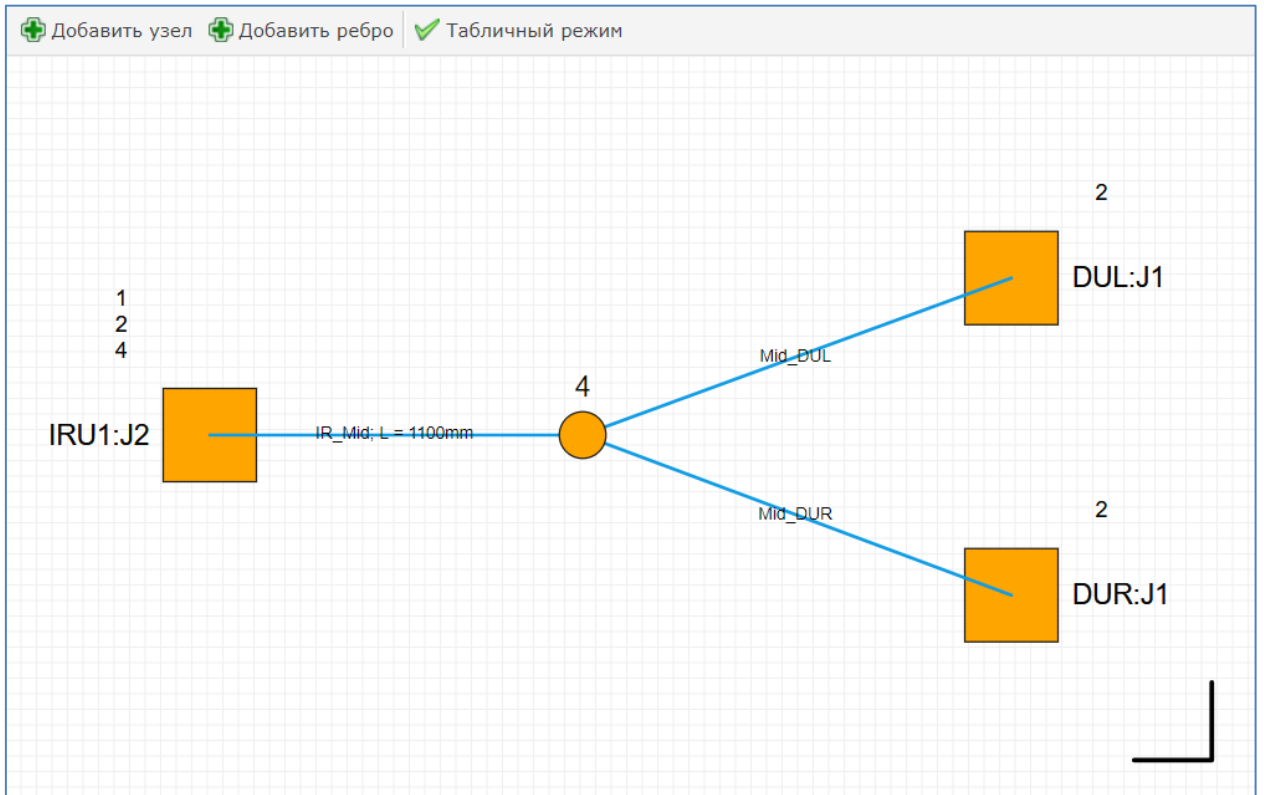 Добавить узел Добавить ребро Табличный режим
2
DUL:J1
1
2
4
Mid_DUL
4
IRU1:J2
IR_Mid; L = 1100mm
Mid_DUR
2
DUR:J1